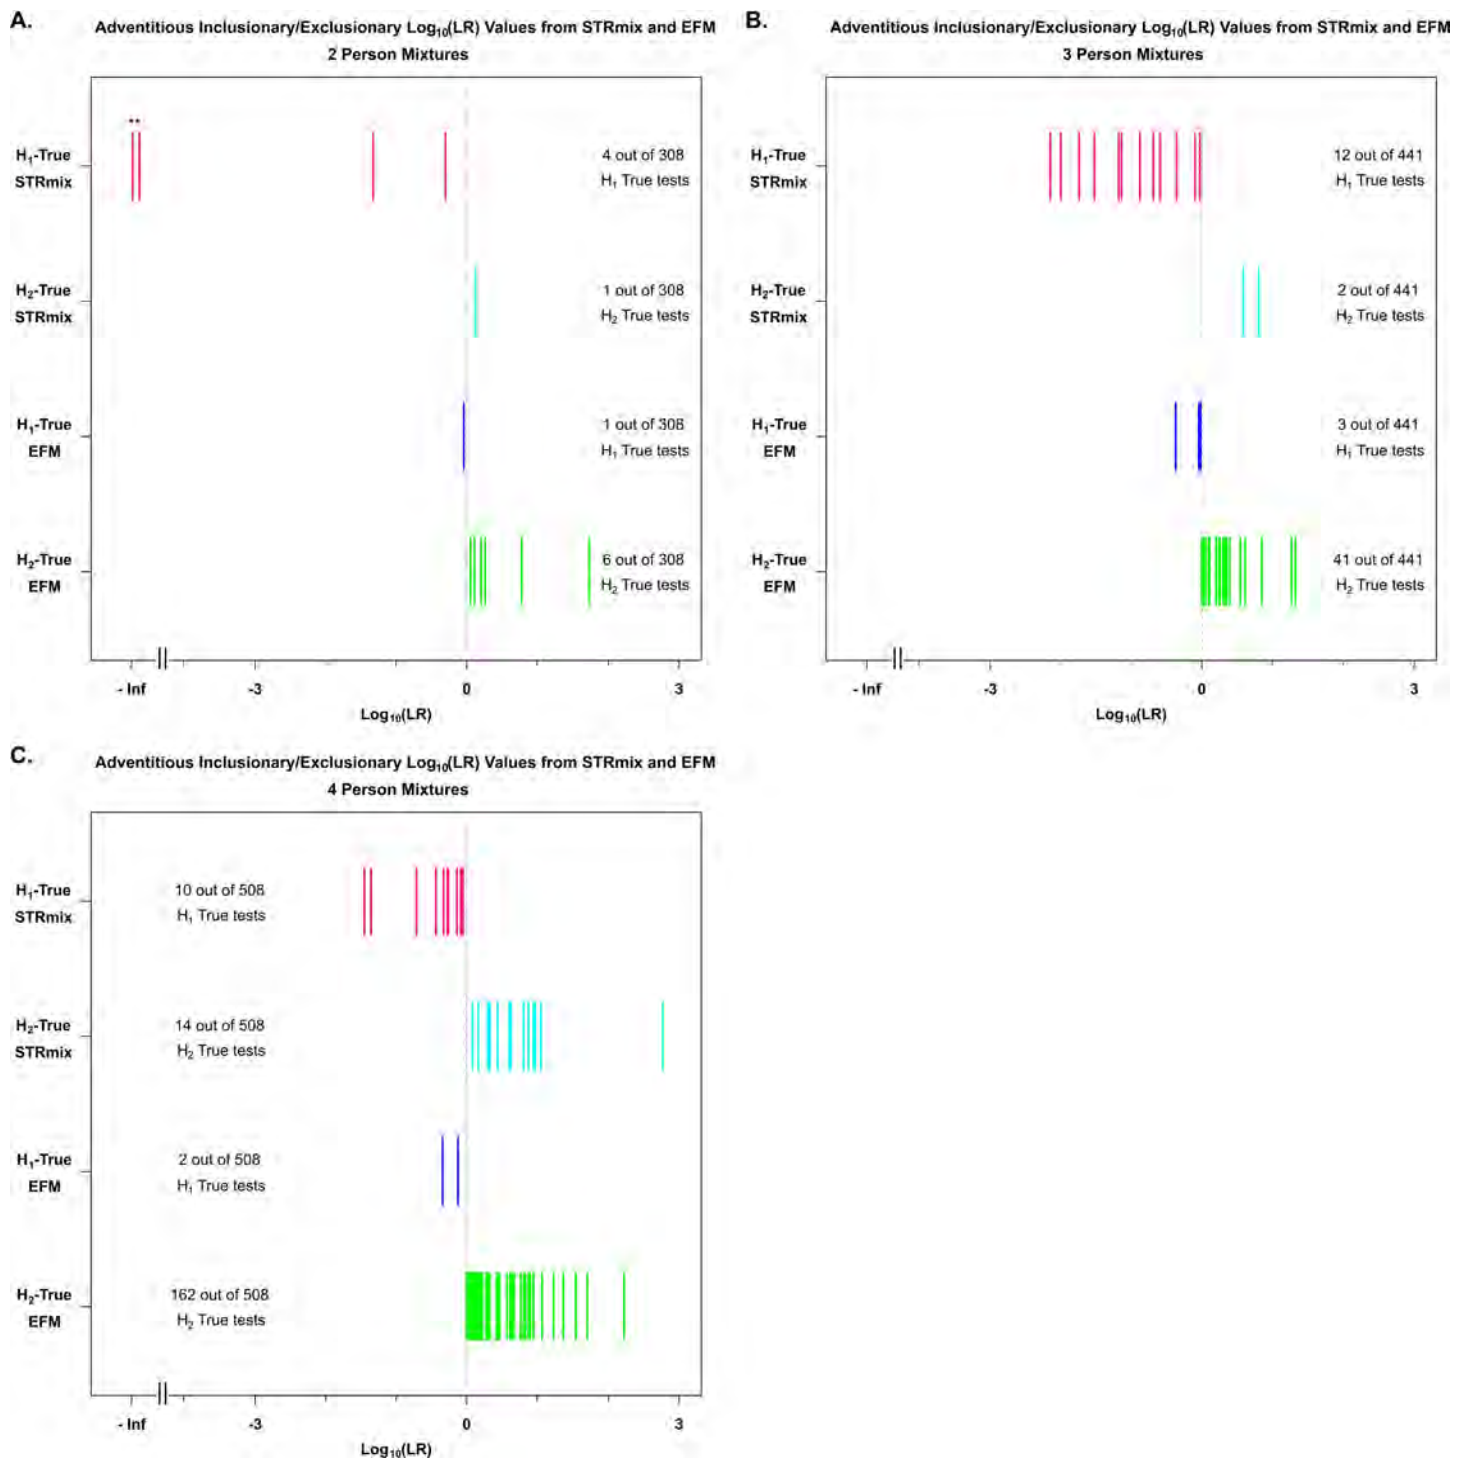 A.
Adventitious Inclusionary/Exclusionary Log₁₀(LR) Values from STRmix and EFM
2 Person Mixtures
**
H₁-True
STRmix
4 out of 308
H₁ True tests
H₂-True
STRmix
1 out of 308
H₂ True tests
H₁-True
EFM
1 out of 308
H₁ True tests
H₂-True
EFM
6 out of 308
H₂ True tests
- Inf
-3
0
3
Log₁₀(LR)
B.
Adventitious Inclusionary/Exclusionary Log₁₀(LR) Values from STRmix and EFM
3 Person Mixtures
H₁-True
STRmix
12 out of 441
H₁ True tests
H₂-True
STRmix
2 out of 441
H₂ True tests
H₁-True
EFM
3 out of 441
H₁ True tests
H₂-True
EFM
41 out of 441
H₂ True tests
- Inf
-3
0
3
Log₁₀(LR)
C.
Adventitious Inclusionary/Exclusionary Log₁₀(LR) Values from STRmix and EFM
4 Person Mixtures
H₁-True
STRmix
10 out of 508
H₁ True tests
H₂-True
STRmix
14 out of 508
H₂ True tests
H₁-True
EFM
2 out of 508
H₁ True tests
H₂-True
EFM
162 out of 508
H₂ True tests
- Inf
-3
0
3
Log₁₀(LR)